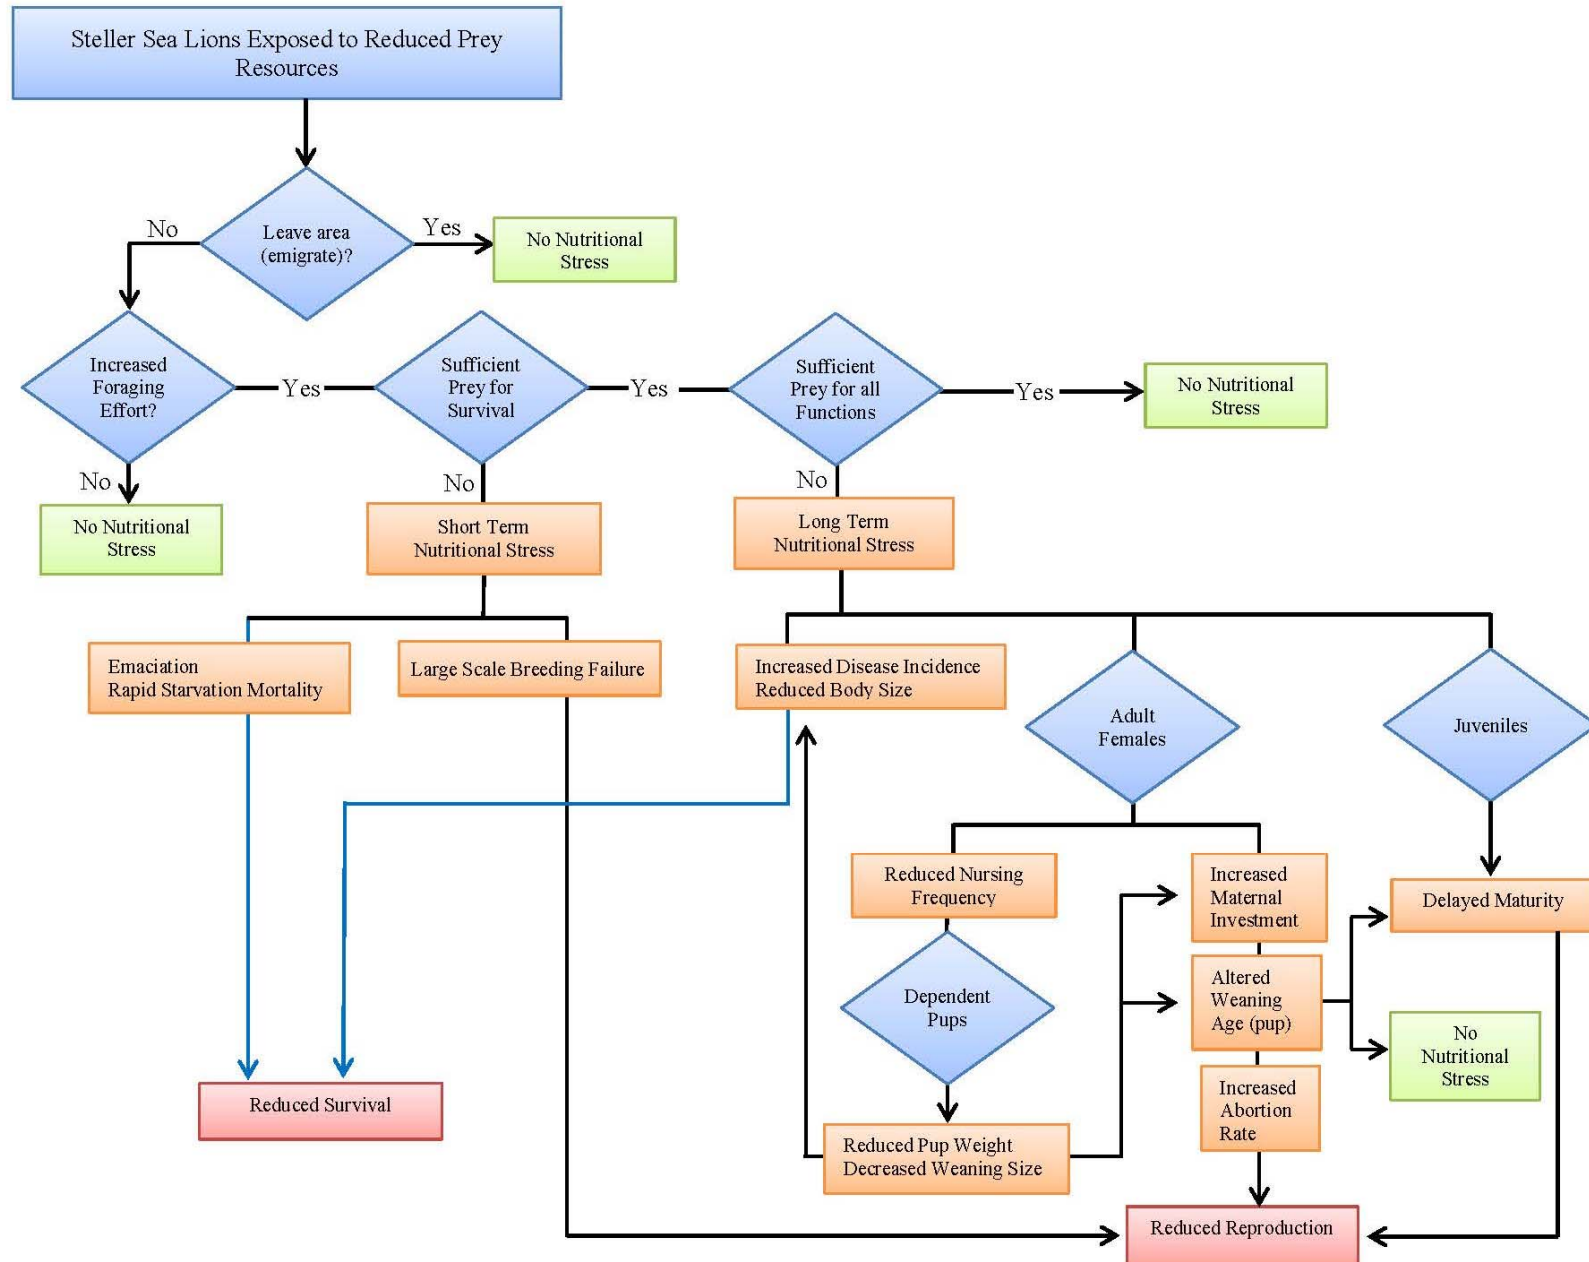 Steller Sea Lions Exposed to Reduced Prey
Resources
No
Leave area
(emigrate)?
Yes
No Nutritional
Stress
Increased
Foraging
Effort?
Yes
Sufficient
Prey for
Survival
Yes
Sufficient
Prey for all
Functions
Yes
No Nutritional
Stress
No
No
No
No Nutritional
Stress
Short Term
Nutritional Stress
Long Term
Nutritional Stress
Emaciation
Rapid Starvation Mortality
Large Scale Breeding Failure
Increased Disease Incidence
Reduced Body Size
Adult
Females
Juveniles
Reduced Nursing
Frequency
Increased
Maternal
Investment
Delayed Maturity
Dependent
Pups
Altered
Weaning
Age (pup)
No
Nutritional
Stress
Reduced Survival
Increased
Abortion
Rate
Reduced Pup Weight
Decreased Weaning Size
Reduced Reproduction